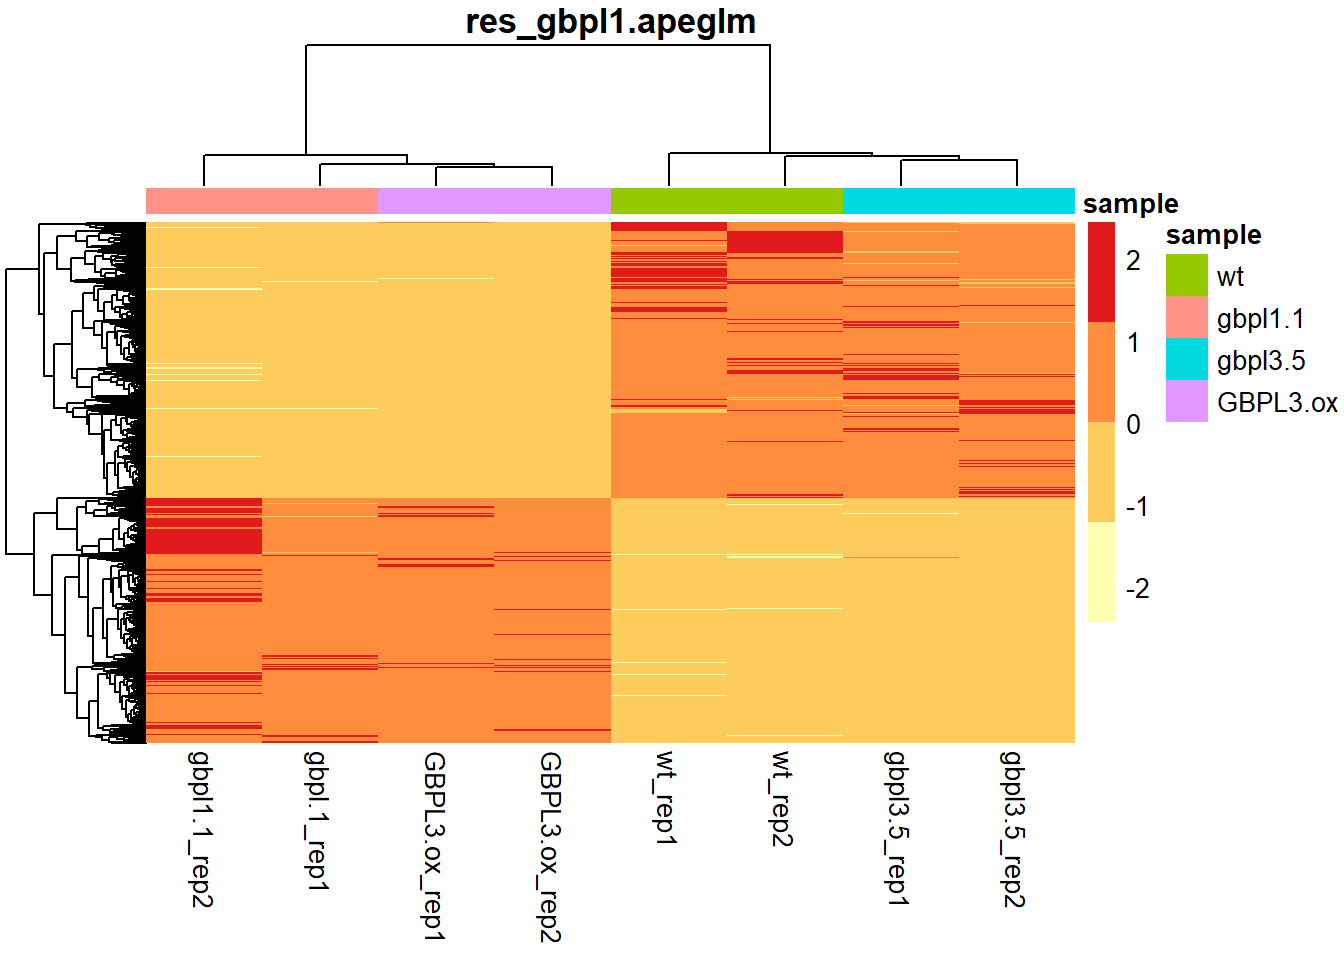 res_gbpl1.apeglm
sample
2
1
0
-1
-2
sample
wt
gbpl1.1
gbpl3.5
GBPL3.ox
gbpl1.1_rep2
gbpl.1_rep1
GBPL3.ox_rep1
GBPL3.ox_rep2
wt_rep1
wt_rep2
gbpl3.5_rep1
gbpl3.5_rep2